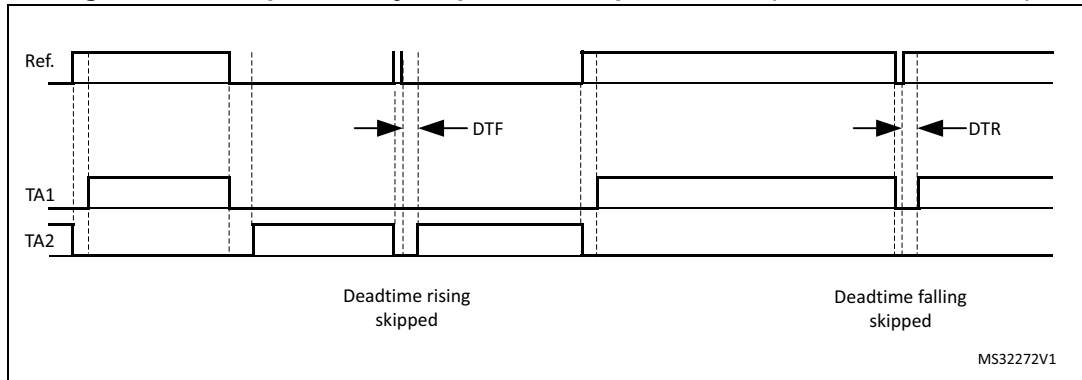 Ref.
DTF
DTR
TA1
TA2
Deadtime rising
skipped
Deadtime falling
skipped
MS32272V1